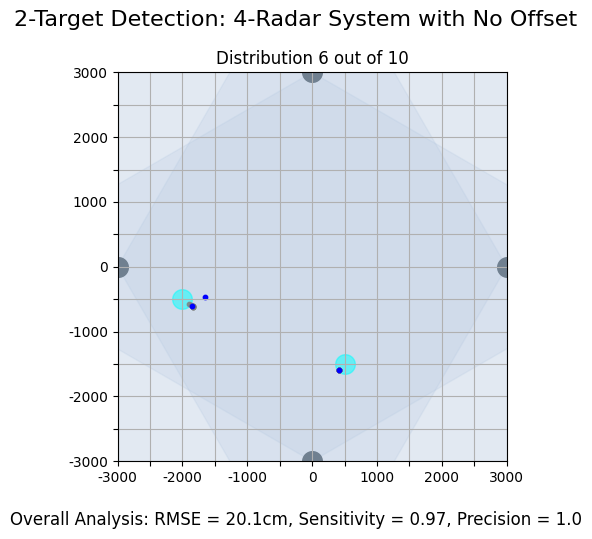 2-Target Detection: 4-Radar System with No Offset
Distribution 6 out of 10
3000
2000
1000
0
-1000
-2000
-3000
-3000 -2000 -1000 0 1000 2000 3000
Overall Analysis: RMSE = 20.1cm, Sensitivity = 0.97, Precision = 1.0